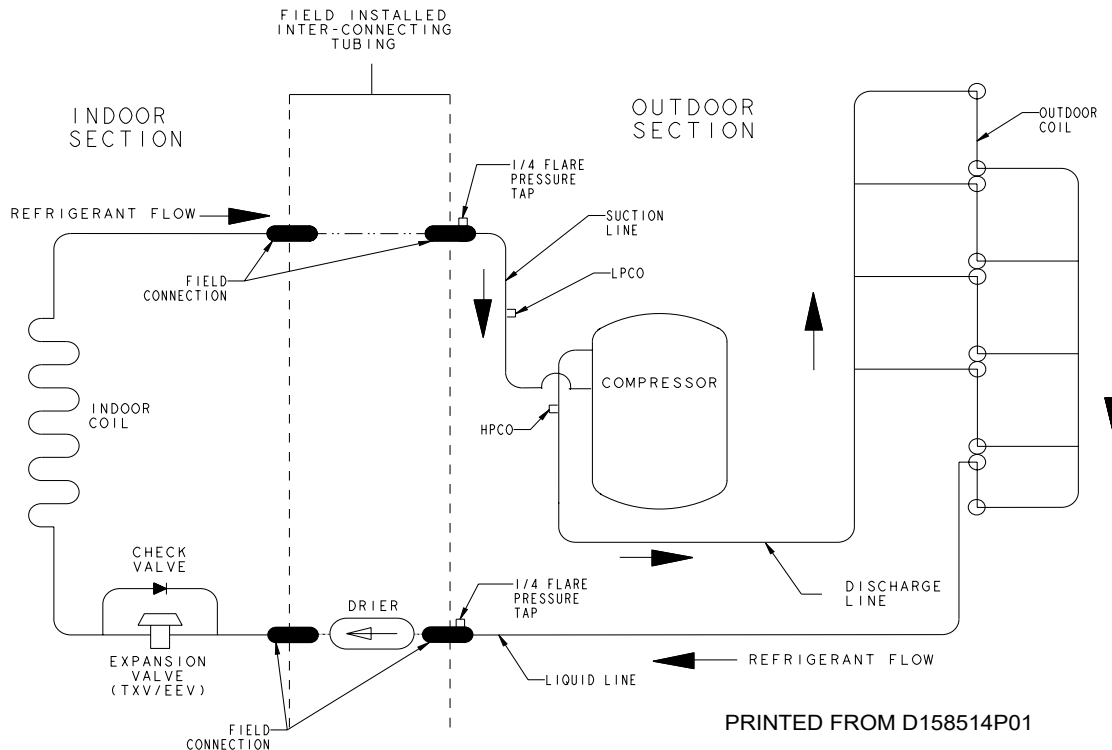 FIELD INSTALLED
INTER-CONNECTING
TUBING
INDOOR
SECTION
OUTDOOR
SECTION
OUTDOOR
COIL
1/4 FLARE
PRESSURE
TAP
REFRIGERANT FLOW
SUCTION
LINE
FIELD
CONNECTION
LPCO
COMPRESSOR
INDOOR
COIL
HPCO
CHECK
VALVE
DRIER
1/4 FLARE
PRESSURE
TAP
DISCHARGE
LINE
EXPANSION
VALVE
(TXV/EEV)
LIQUID LINE
REFRIGERANT FLOW
FIELD
CONNECTION
PRINTED FROM D158514P01